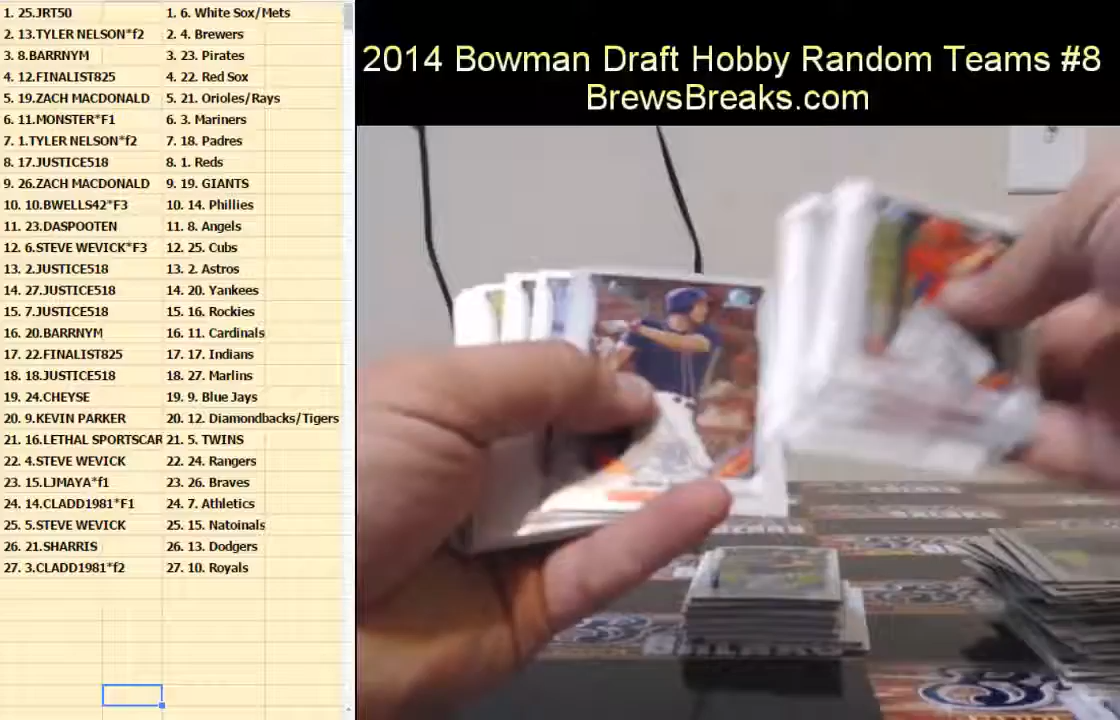 1. 25.JRT50 1. 6. White Sox/Mets
2. 13.TYLER NELSON*f2 2. 4. Brewers
3. 8.BARRNYM 3. 23. Pirates
4. 12.FINALIST825 4. 22. Red Sox
5. 19.ZACH MACDONALD 5. 21. Orioles/Rays
6. 11.MONSTER*F1 6. 3. Mariners
7. 1.TYLER NELSON*f2 7. 18. Padres
8. 17.JUSTICE518 8. 1. Reds
9. 26.ZACH MACDONALD 9. 19. GIANTS
10. 10.BWELLS42*F3 10. 14. Phillies
11. 23.DASPOOTEN 11. 8. Angels
12. 6.STEVE WEVICK*F3 12. 25. Cubs
13. 2.JUSTICE518 13. 2. Astros
14. 27.JUSTICE518 14. 20. Yankees
15. 7.JUSTICE518 15. 16. Rockies
16. 20.BARRNYM 16. 11. Cardinals
17. 22.FINALIST825 17. 17. Indians
18. 18.JUSTICE518 18. 27. Marlins
19. 24.CHEYSE 19. 9. Blue Jays
20. 9.KEVIN PARKER 20. 12. Diamondbacks/Tigers
21. 16.LETHAL SPORTSCAR 21. 5. TWINS
22. 4.STEVE WEVICK 22. 24. Rangers
23. 15.LJMAYA*f1 23. 26. Braves
24. 14.CLADD1981*F1 24. 7. Athletics
25. 5.STEVE WEVICK 25. 15. Natoinals
26. 21.SHARRIS 26. 13. Dodgers
27. 3.CLADD1981*f2 27. 10. Royals
2014 Bowman Draft Hobby Random Teams #8
BrewsBreaks.com